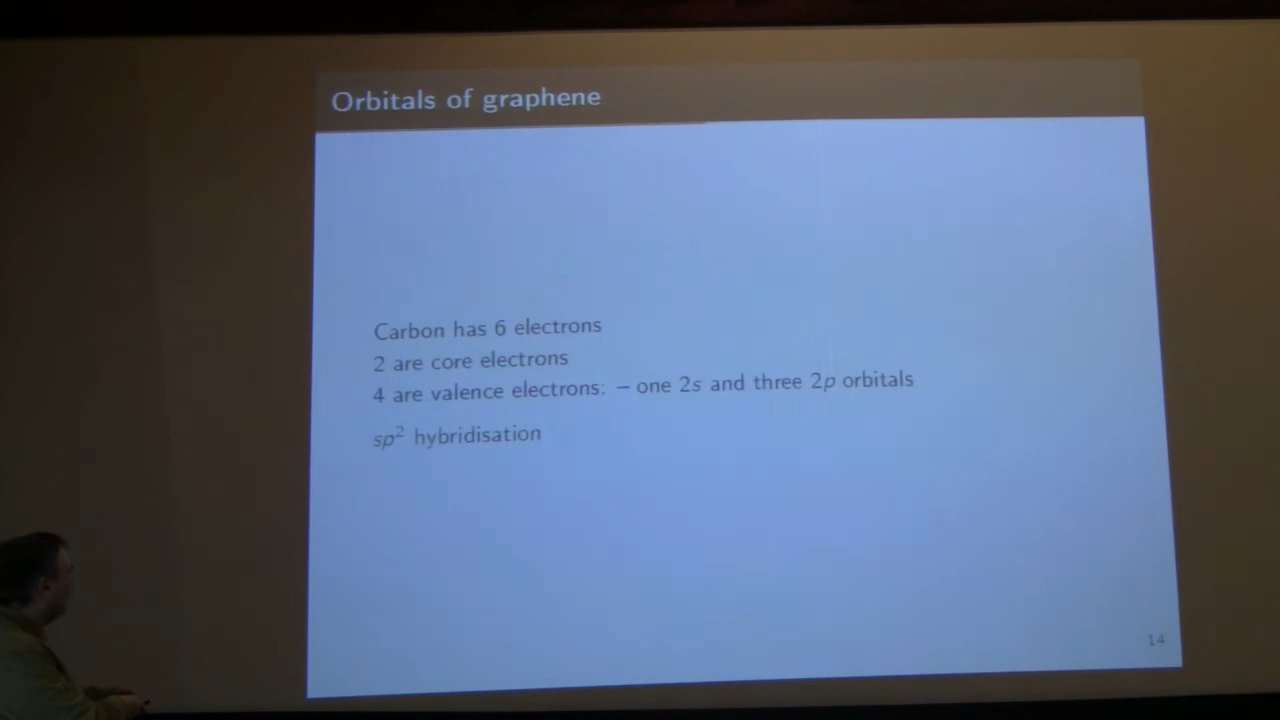 Orbitals of graphene
Carbon has 6 electrons
2 are core electrons
4 are valence electrons: – one 2s and three 2p orbitals
sp² hybridisation
14